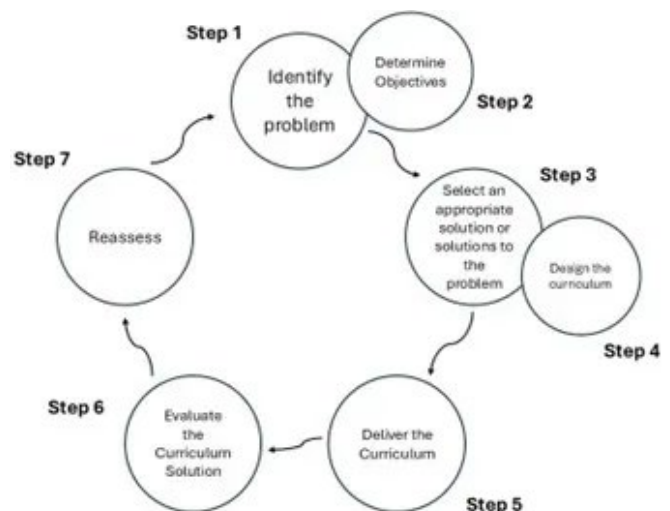 Step 1
Identify
the
problem
Determine
Objectives
Step 2
Step 3
Select an
appropriate
solution or
solutions to
the
problem
Design the
curriculum
Step 4
Deliver the
Curriculum
Step 5
Step 6
Evaluate
the
Curriculum
Solution
Step 7
Reassess